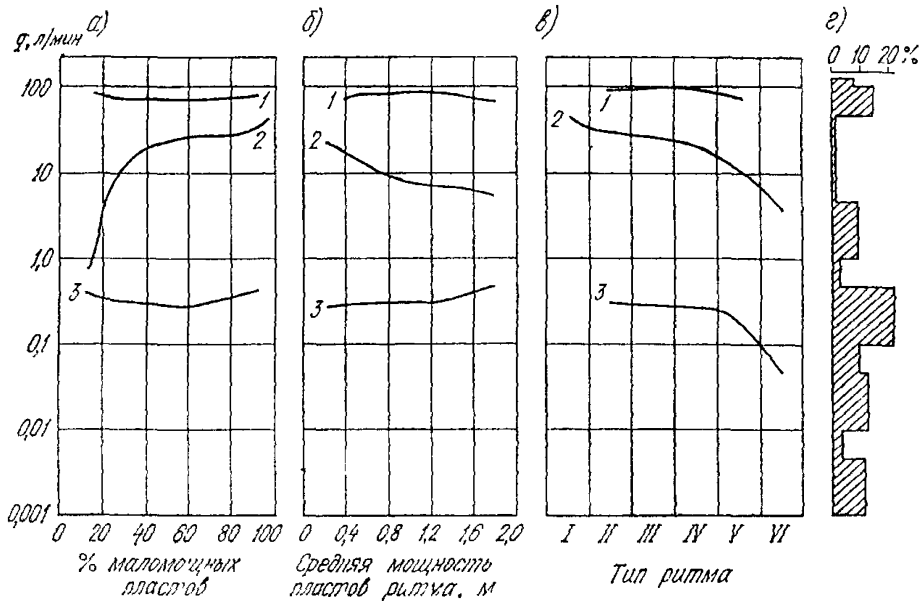 а) б) в) г)
q, л/мин
0 10 20 %
100
10
1,0
0,1
0,01
0,001
1
2
3
1
2
3
1
2
3
0 20 40 60 80 100
% маломощных
пластов
0 0,4 0,8 1,2 1,6 2,0
Средняя мощность
пластов ритма, м
I II III IV V VI
Тип ритма